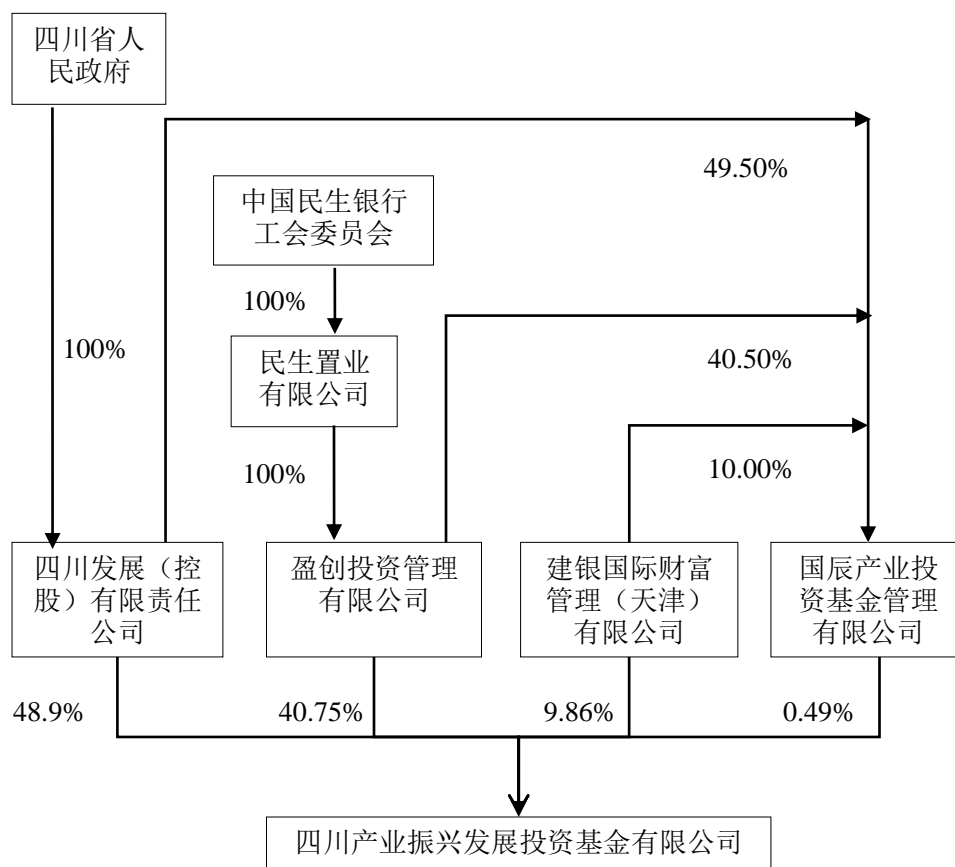 四川省人
民政府
49.50%
中国民生银行
工会委员会
100%
100%
民生置业
有限公司
40.50%
100%
10.00%
四川发展（控
股）有限责任
公司
盈创投资管理
有限公司
建银国际财富
管理（天津）
有限公司
国辰产业投
资基金管理
有限公司
48.9%
40.75%
9.86%
0.49%
四川产业振兴发展投资基金有限公司